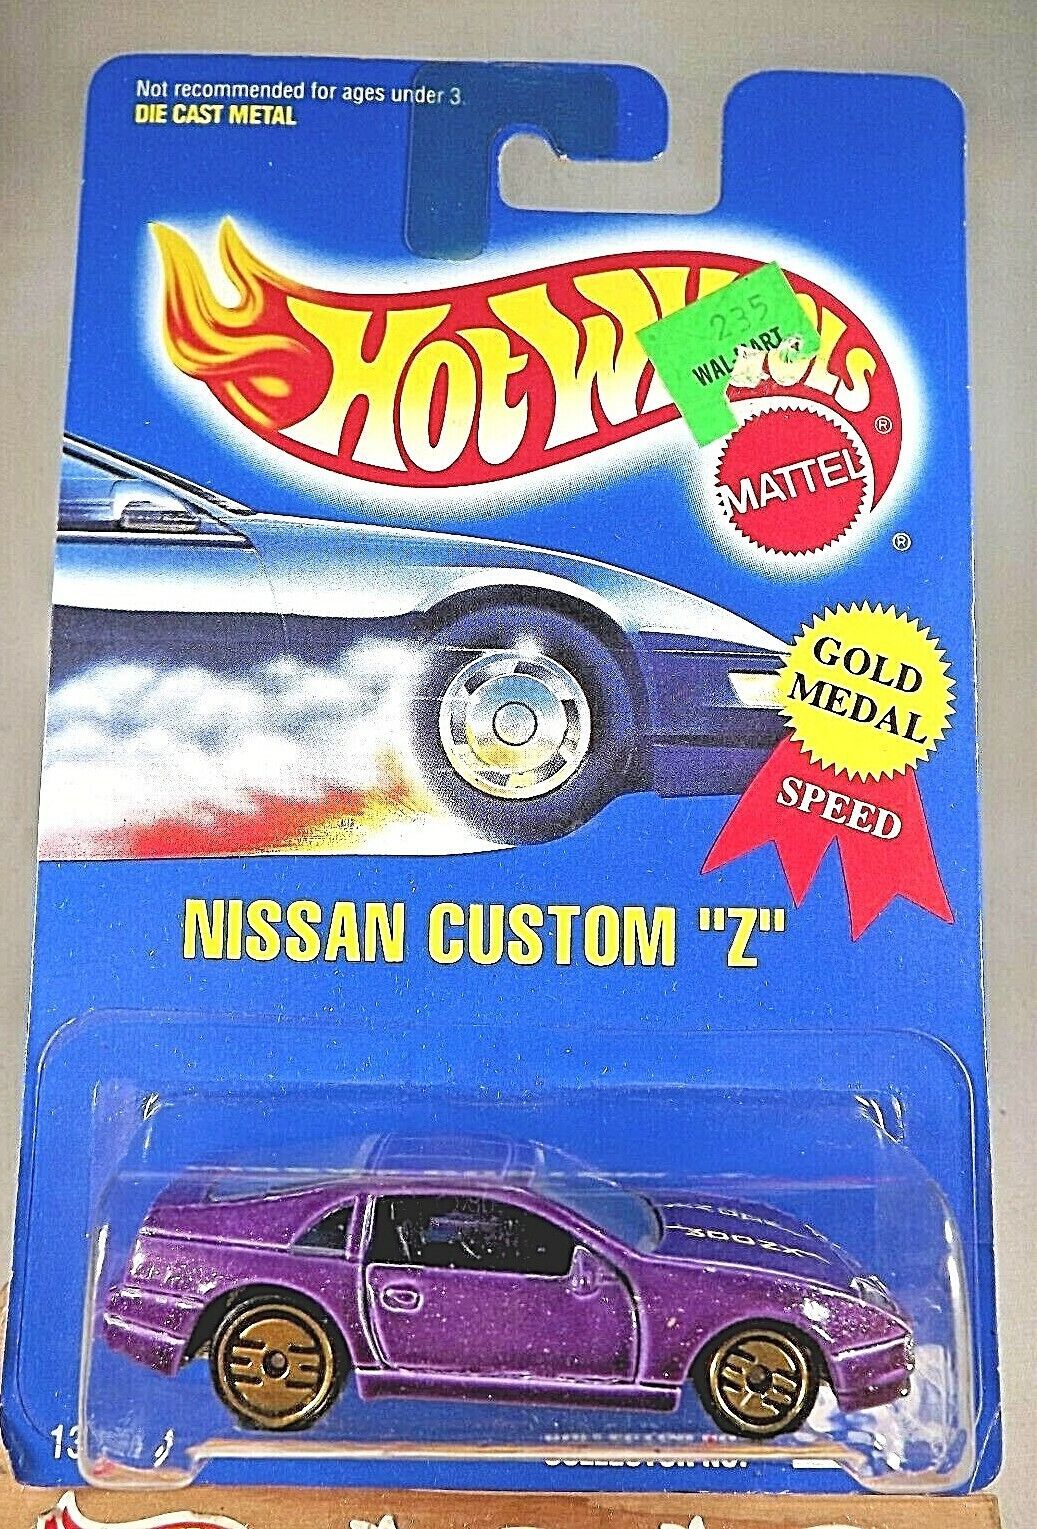 Not recommended for ages under 3.
DIE CAST METAL
HOT WHEELS ®
235
WAL-MART
MATTEL
®
GOLD
MEDAL
SPEED
NISSAN CUSTOM "Z"
300ZX
COLLECTOR NO.